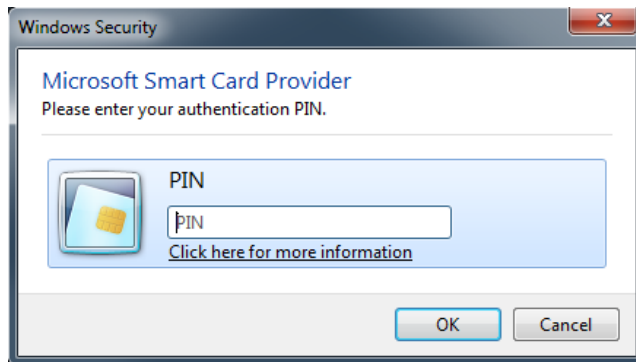 Windows Security
Microsoft Smart Card Provider
Please enter your authentication PIN.
PIN
PIN
Click here for more information
OK
Cancel